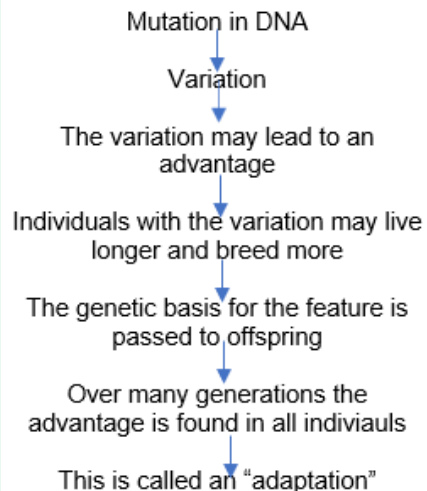 Mutation in DNA
Variation
The variation may lead to an
advantage
Individuals with the variation may live
longer and breed more
The genetic basis for the feature is
passed to offspring
Over many generations the
advantage is found in all indiviauls
This is called an “adaptation”